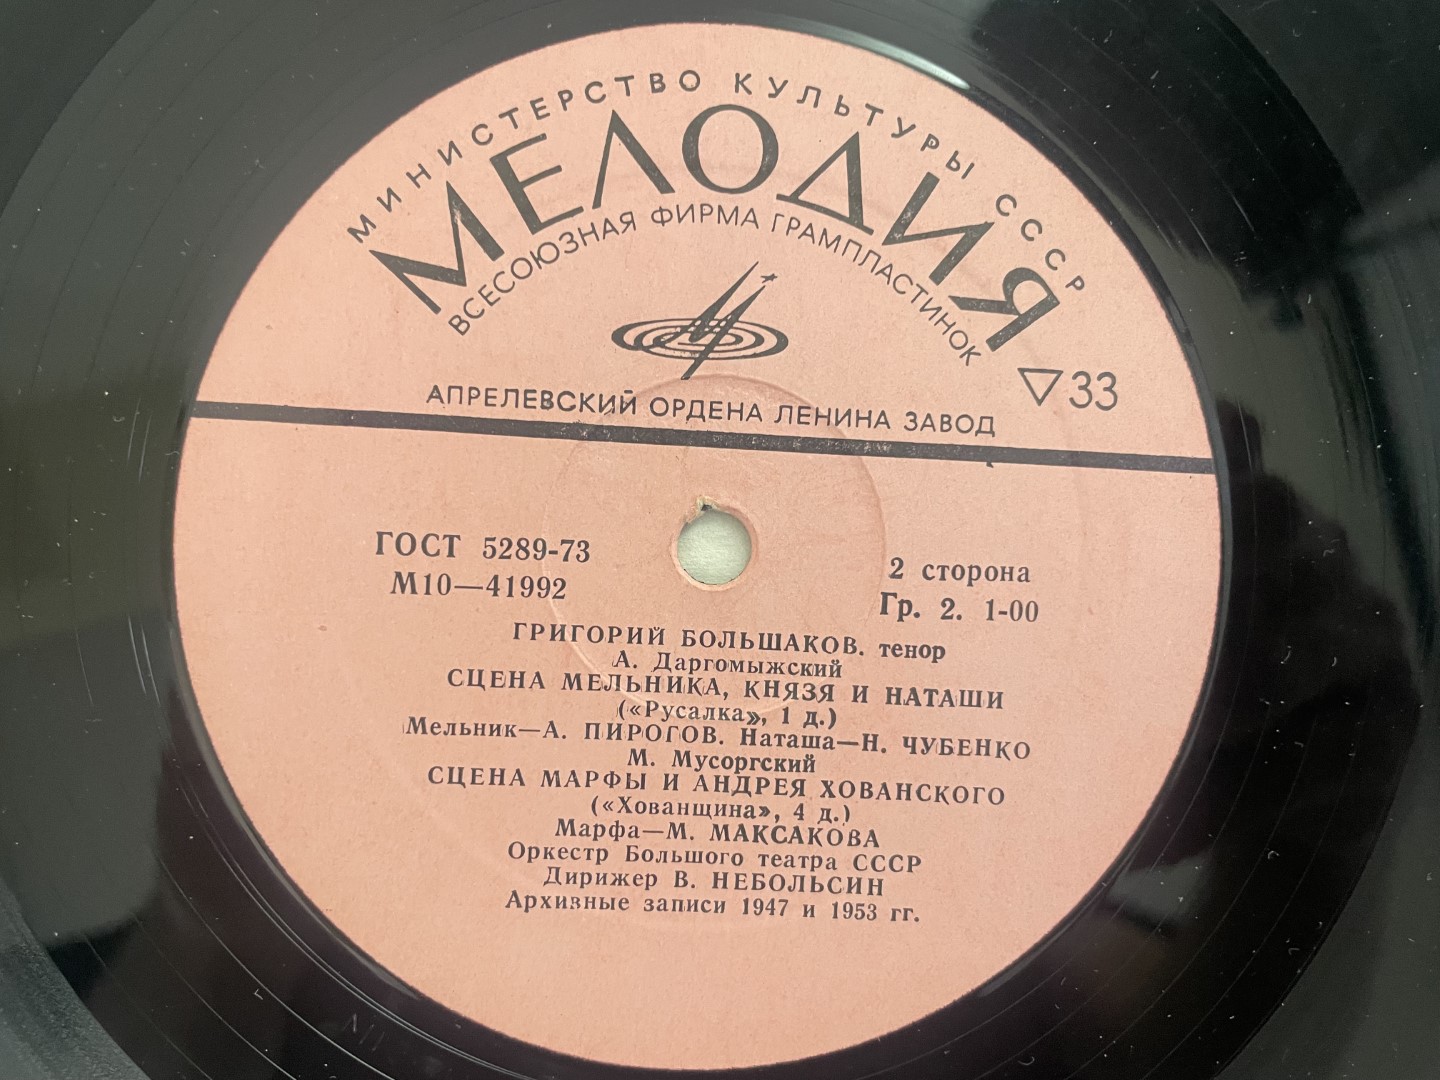 МИНИСТЕРСТВО КУЛЬТУРЫ СССР
МЕЛОДИЯ
ВСЕСОЮЗНАЯ ФИРМА ГРАМПЛАСТИНОК
▽33
АПРЕЛЕВСКИЙ ОРДЕНА ЛЕНИНА ЗАВОД
ГОСТ 5289-73
М10—41992
2 сторона
Гр. 2. 1-00
ГРИГОРИЙ БОЛЬШАКОВ. тенор
А. Даргомыжский
СЦЕНА МЕЛЬНИКА, КНЯЗЯ И НАТАШИ
(«Русалка», 1 д.)
Мельник—А. ПИРОГОВ. Наташа—Н. ЧУБЕНКО
М. Мусоргский
СЦЕНА МАРФЫ И АНДРЕЯ ХОВАНСКОГО
(«Хованщина», 4 д.)
Марфа—М. МАКСАКОВА
Оркестр Большого театра СССР
Дирижер В. НЕБОЛЬСИН
Архивные записи 1947 и 1953 гг.